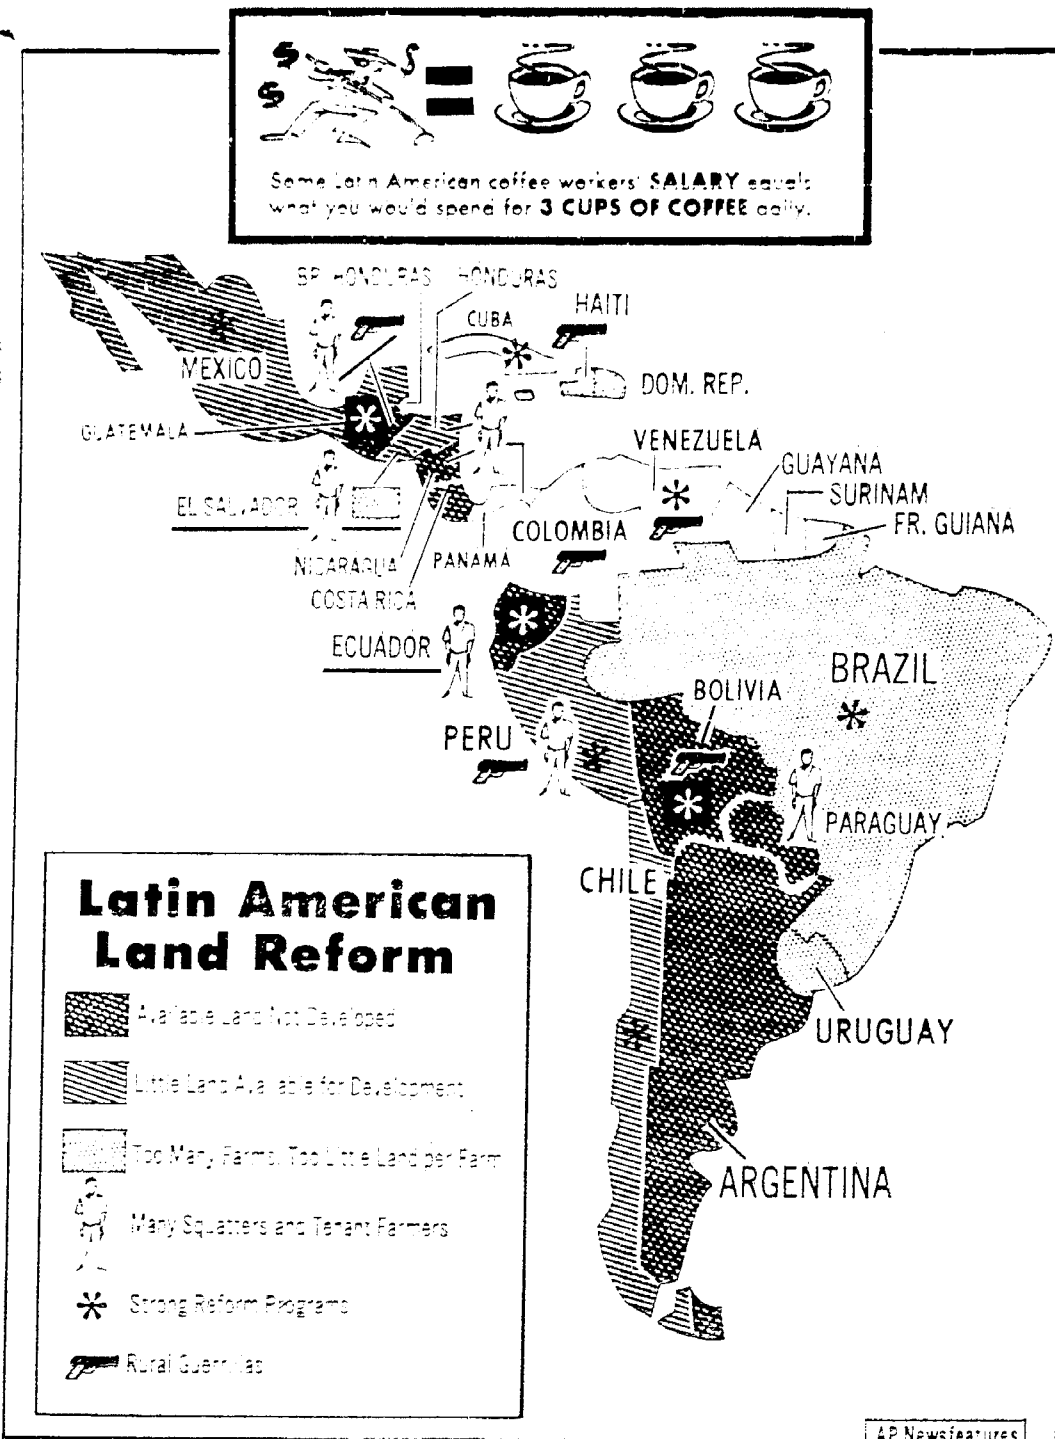 $ $ $
Some Latin American coffee workers' SALARY equals
what you would spend for 3 CUPS OF COFFEE daily.
BR. HONDURAS
HONDURAS
CUBA
HAITI
MEXICO
DOM. REP.
GUATEMALA
VENEZUELA
GUAYANA
SURINAM
EL SALVADOR
COLOMBIA
FR. GUIANA
NICARAGUA
PANAMA
COSTA RICA
ECUADOR
BRAZIL
BOLIVIA
PERU
PARAGUAY
CHILE
Latin American
Land Reform
Available Land Not Developed
Little Land Available for Development
URUGUAY
Too Many Farms, Too Little Land per Farm
ARGENTINA
Many Squatters and Tenant Farmers
Strong Reform Programs
Rural Guerrillas
AP Newsfeatures